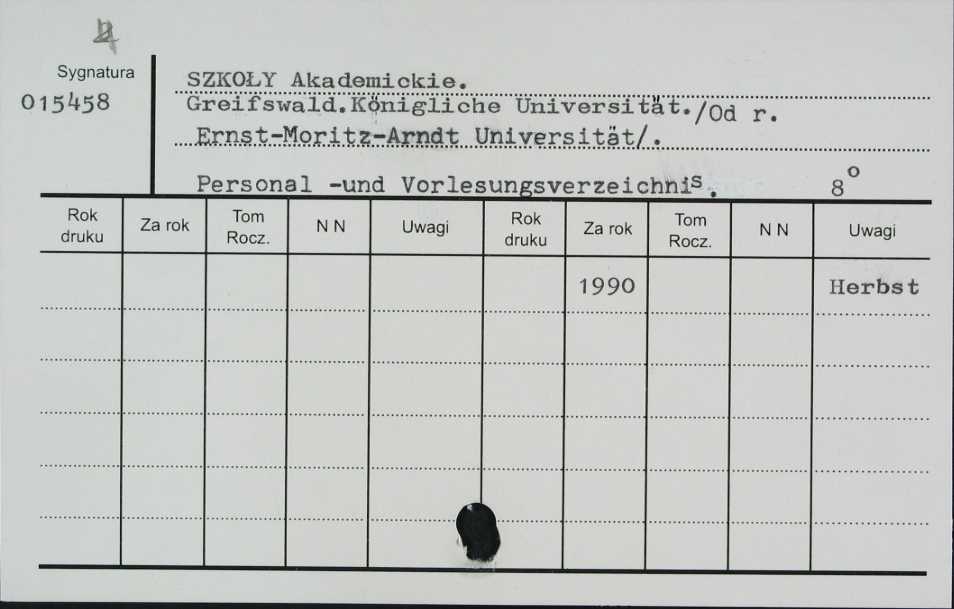 Sygnatura
015458
SZKOŁY Akademickie.
Greifswald.Königliche Universität./Od r.
Ernst-Moritz-Arndt Universität/.
Personal -und Vorlesungsverzeichnis. 8°
Rok druku Za rok Tom Rocz. N N Uwagi Rok druku Za rok Tom Rocz. N N Uwagi
1990 Herbst